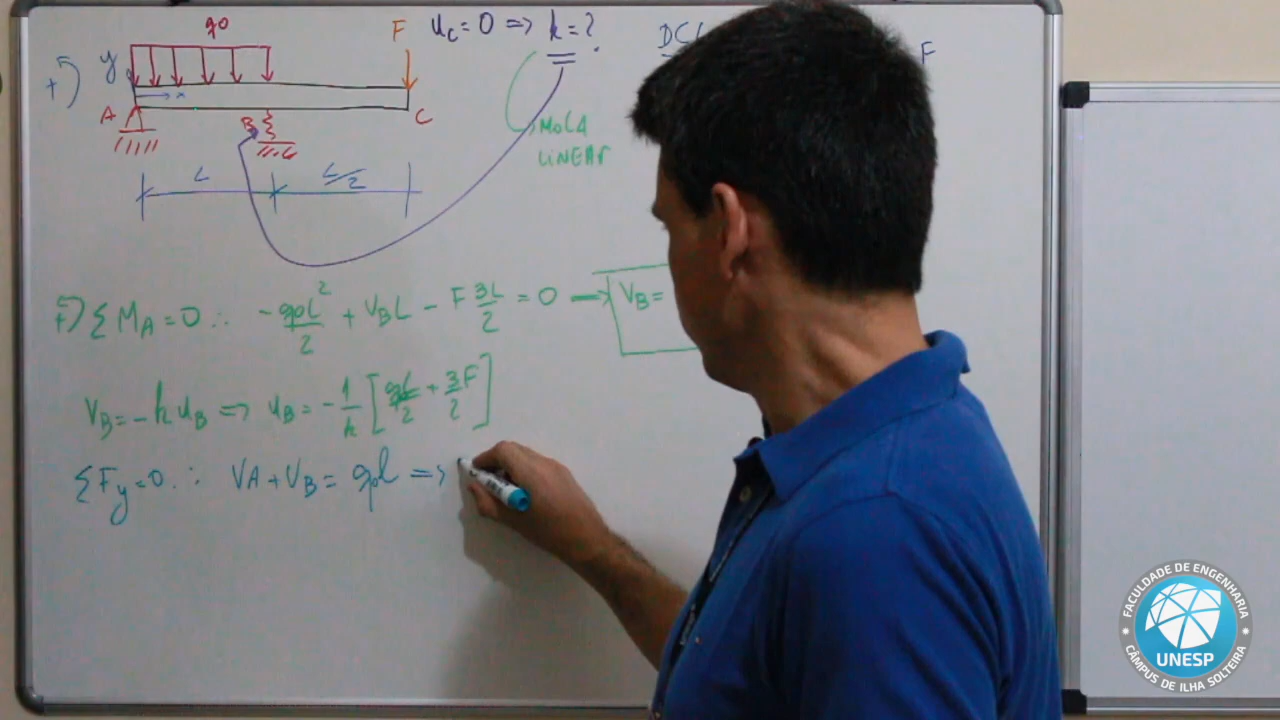 q0
F
u_C = 0 => k = ?
F
y
+
x
A
B
C
MOLA
LINEAR
L
L/2
+) ΣM_A = 0 ∴ -q0L²/2 + V_B L - F 3L/2 = 0 → V_B =
V_B = -k u_B => u_B = -1/k [q0L/2 + 3F/2]
ΣF_y = 0 ∴ VA + V_B = q0L =>
FACULDADE DE ENGENHARIA
UNESP
CÂMPUS DE ILHA SOLTEIRA